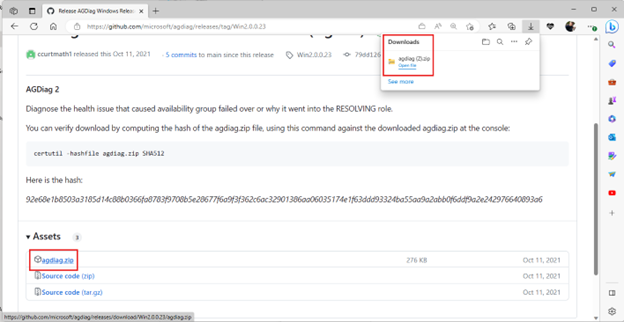 Release AGDiag Windows Release
https://github.com/microsoft/agdiag/releases/tag/Win2.0.0.23
ccurtmath1 released this Oct 11, 2021
5 commits to main since this release
Win2.0.0.23
79dd126
Downloads
agdiag (2).zip
Open file
See more
AGDiag 2
Diagnose the health issue that caused availability group failed over or why it went into the RESOLVING role.
You can verify download by computing the hash of the agdiag.zip file, using this command against the downloaded agdiag.zip at the console:
certutil -hashfile agdiag.zip SHA512
Here is the hash:
92e68e1b8503a3185d14c88b0366fa8783f9708b5e28677f6a9f3f362c6ac32901386aa06035174e1f63ddd93324ba55aa9a2abb0f6ddf9a2e242976640893a6
Assets 3
agdiag.zip
276 KB
Oct 11, 2021
Source code (zip)
Oct 11, 2021
Source code (tar.gz)
Oct 11, 2021
https://github.com/microsoft/agdiag/releases/download/Win2.0.0.23/agdiag.zip